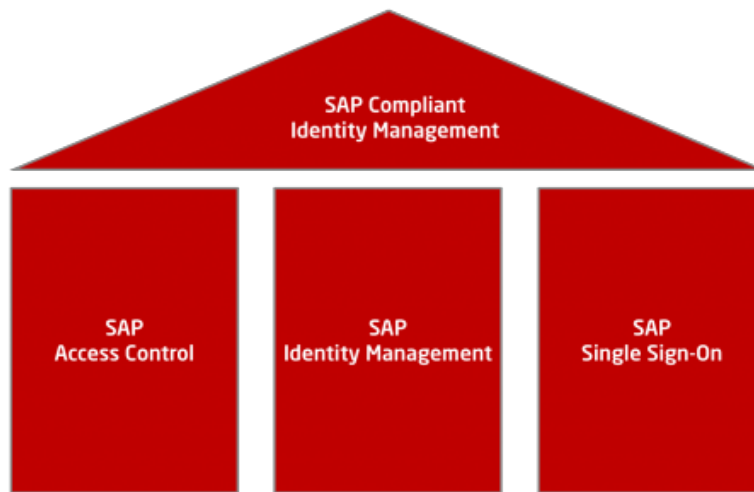 SAP Compliant
Identity Management
SAP
Access Control
SAP
Identity Management
SAP
Single Sign-On